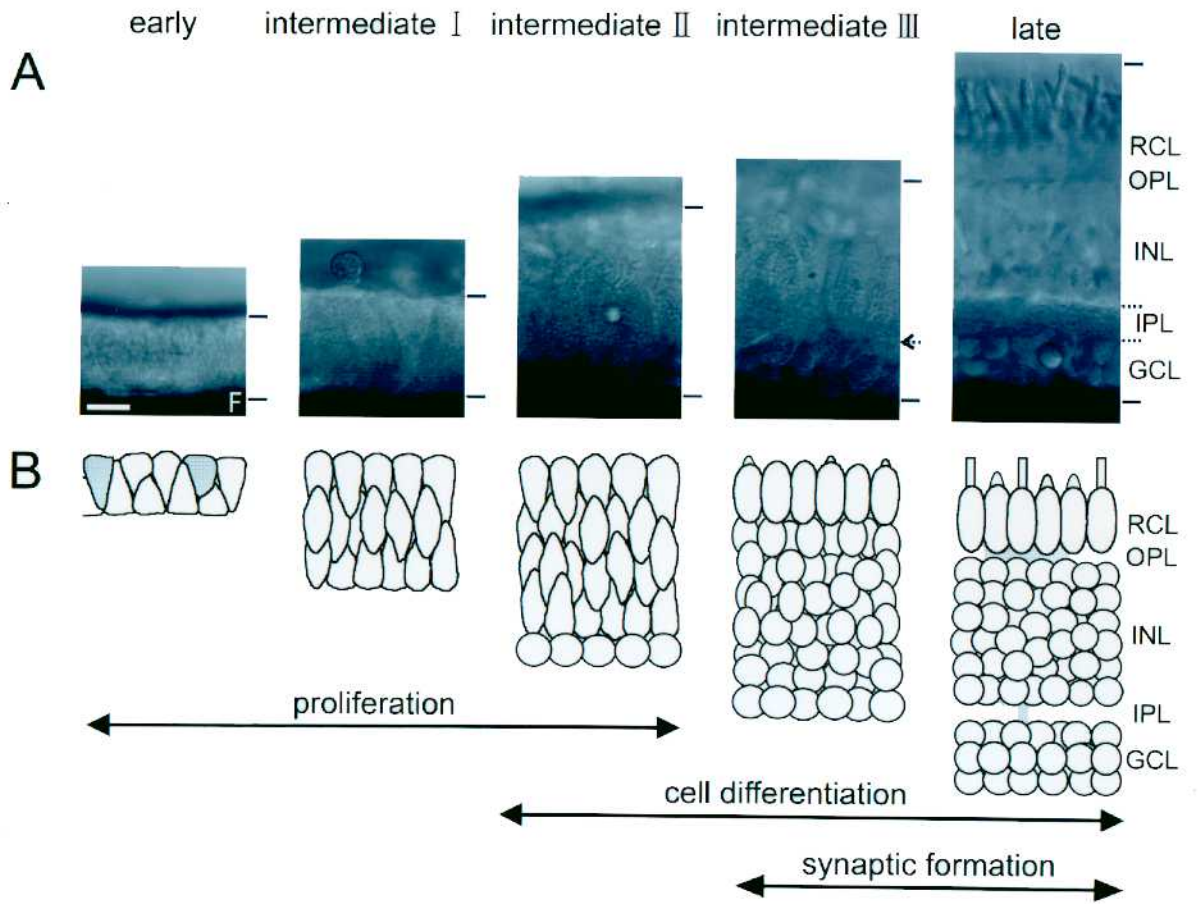 early intermediate I intermediate II intermediate III late
A
RCL
OPL
INL
IPL
GCL
F
B
RCL
OPL
INL
IPL
GCL
proliferation
cell differentiation
synaptic formation